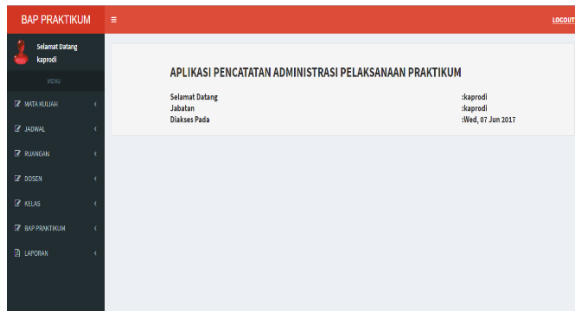 BAP PRAKTIKUM
LOGOUT
Selamat Datang
kaprodi
MENU
MATA KULIAH
JADWAL
RUANGAN
DOSEN
KELAS
BAP PRAKTIKUM
LAPORAN
APLIKASI PENCATATAN ADMINISTRASI PELAKSANAAN PRAKTIKUM
Selamat Datang :kaprodi
Jabatan :kaprodi
Diakses Pada :Wed, 07 Jun 2017